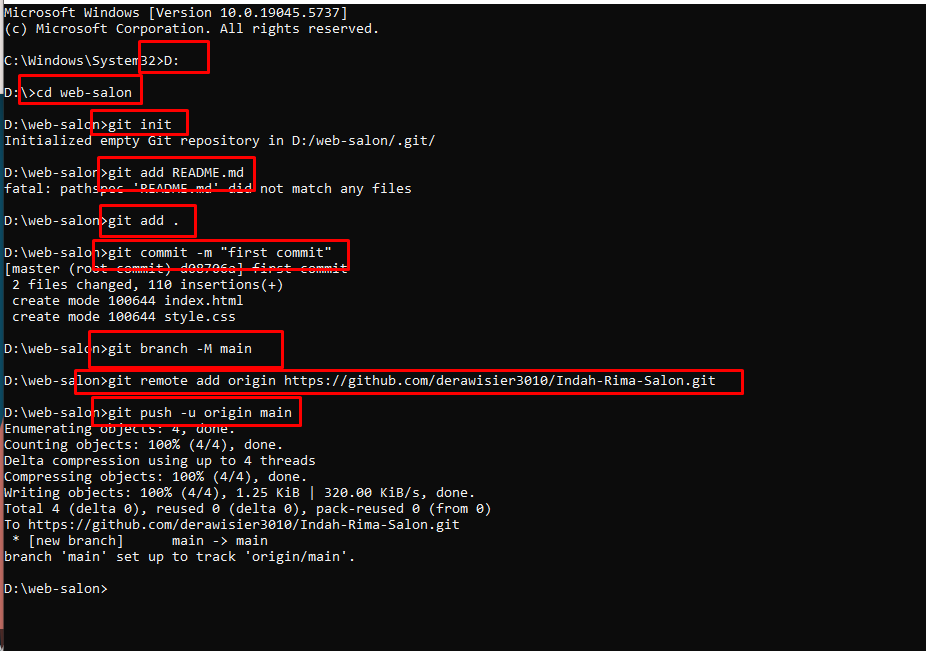 Microsoft Windows [Version 10.0.19045.5737]
(c) Microsoft Corporation. All rights reserved.
C:\Windows\System32>D:
D:\>cd web-salon
D:\web-salon>git init
Initialized empty Git repository in D:/web-salon/.git/
D:\web-salon>git add README.md
fatal: pathspec 'README.md' did not match any files
D:\web-salon>git add .
D:\web-salon>git commit -m "first commit"
[master (root-commit) d08706a] first commit
 2 files changed, 110 insertions(+)
 create mode 100644 index.html
 create mode 100644 style.css
D:\web-salon>git branch -M main
D:\web-salon>git remote add origin https://github.com/derawisier3010/Indah-Rima-Salon.git
D:\web-salon>git push -u origin main
Enumerating objects: 4, done.
Counting objects: 100% (4/4), done.
Delta compression using up to 4 threads
Compressing objects: 100% (4/4), done.
Writing objects: 100% (4/4), 1.25 KiB | 320.00 KiB/s, done.
Total 4 (delta 0), reused 0 (delta 0), pack-reused 0 (from 0)
To https://github.com/derawisier3010/Indah-Rima-Salon.git
 * [new branch]      main -> main
branch 'main' set up to track 'origin/main'.
D:\web-salon>